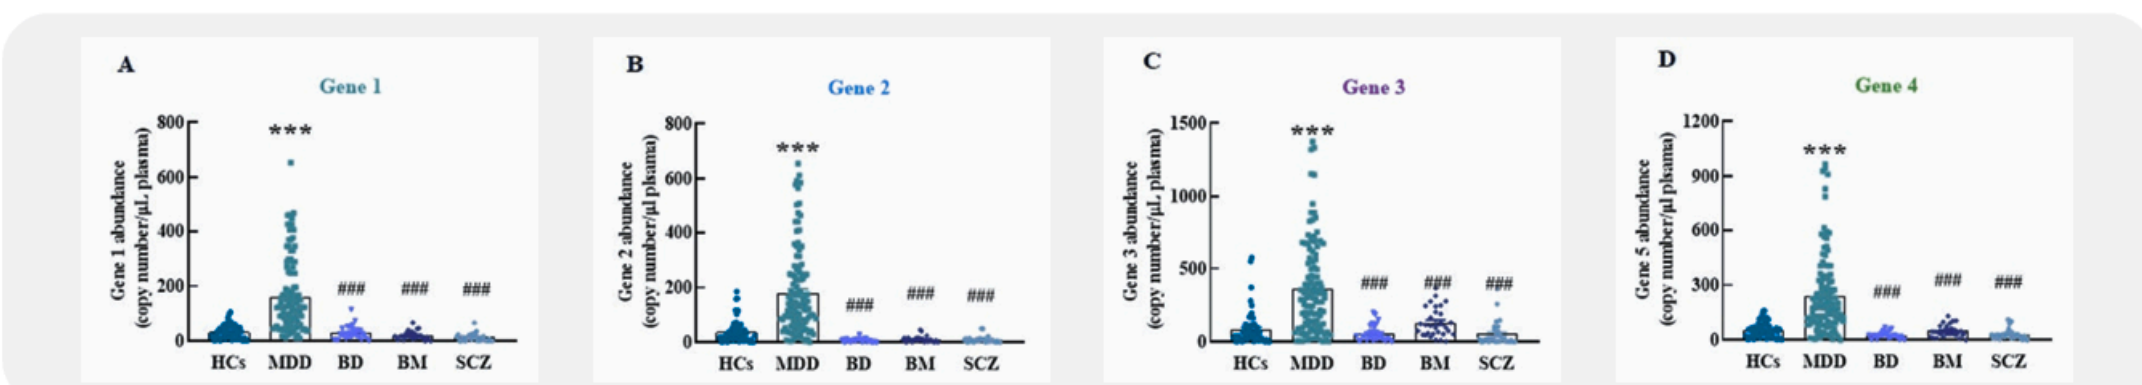 A
Gene 1
Gene 1 abundance
(copy number/μL plasma)
800
600
400
200
0
***
###
###
###
HCs MDD BD BM SCZ
B
Gene 2
Gene 2 abundance
(copy number/μl plsama)
800
600
400
200
0
***
###
###
###
HCs MDD BD BM SCZ
C
Gene 3
Gene 3 abundance
(copy number/μL plasma)
1500
1000
500
0
***
###
###
###
HCs MDD BD BM SCZ
D
Gene 4
Gene 5 abundance
(copy number/μl plsama)
1200
900
600
300
0
***
###
###
###
HCs MDD BD BM SCZ